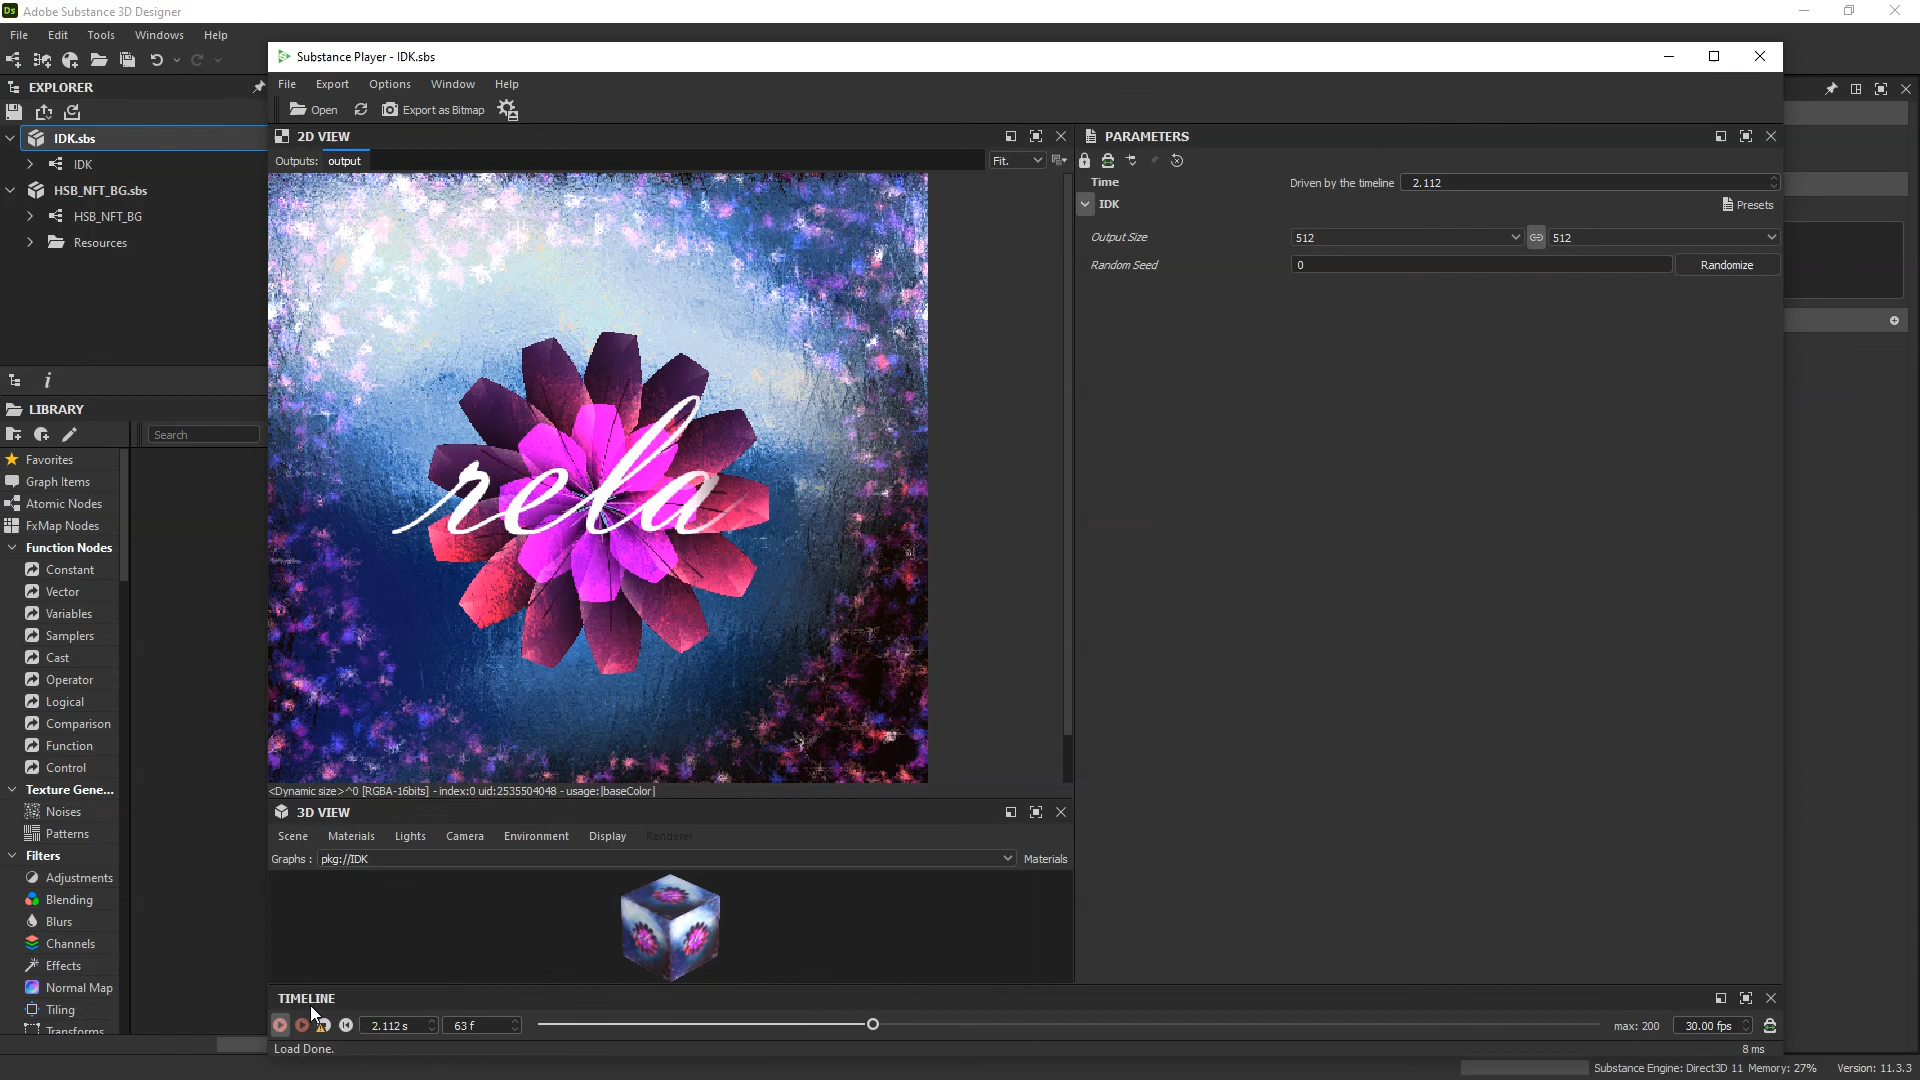 Ds Adobe Substance 3D Designer
File Edit Tools Windows Help
EXPLORER
IDK.sbs
IDK
HSB_NFT_BG.sbs
HSB_NFT_BG
Resources
LIBRARY
Search
Favorites
Graph Items
Atomic Nodes
FxMap Nodes
Function Nodes
Constant
Vector
Variables
Samplers
Cast
Operator
Logical
Comparison
Function
Control
Texture Gene...
Noises
Patterns
Filters
Adjustments
Blending
Blurs
Channels
Effects
Normal Map
Tiling
Transforms
Substance Player - IDK.sbs
File Export Options Window Help
Open Export as Bitmap
2D VIEW
Outputs: output Fit.
rela
<Dynamic size>^0 [RGBA-16bits] - index:0 uid:2535504048 - usage:|baseColor|
3D VIEW
Scene Materials Lights Camera Environment Display Renderer
Graphs : pkg://IDK Materials
PARAMETERS
Time Driven by the timeline 2.112
IDK Presets
Output Size 512 512
Random Seed 0 Randomize
TIMELINE
2.112 s 63 f max: 200 30.00 fps
Load Done. 8 ms
Substance Engine: Direct3D 11 Memory: 27% Version: 11.3.3